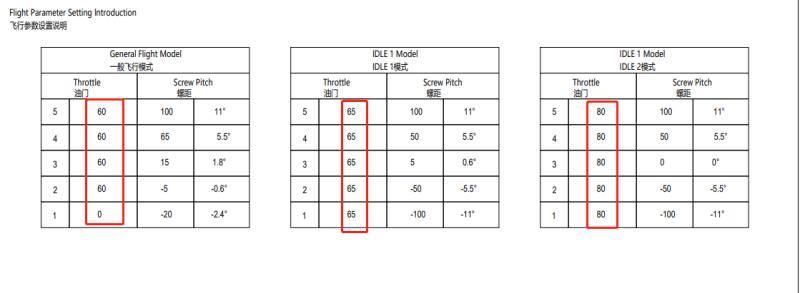 Flight Parameter Setting Introduction
飞行参数设置说明
General Flight Model
一般飞行模式
Throttle Screw Pitch
油门 螺距
5 60 100 11°
4 60 65 5.5°
3 60 15 1.8°
2 60 -5 -0.6°
1 0 -20 -2.4°
IDLE 1 Model
IDLE 1模式
Throttle Screw Pitch
油门 螺距
5 65 100 11°
4 65 50 5.5°
3 65 5 0.6°
2 65 -50 -5.5°
1 65 -100 -11°
IDLE 1 Model
IDLE 2模式
Throttle Screw Pitch
油门 螺距
5 80 100 11°
4 80 50 5.5°
3 80 0 0°
2 80 -50 -5.5°
1 80 -100 -11°